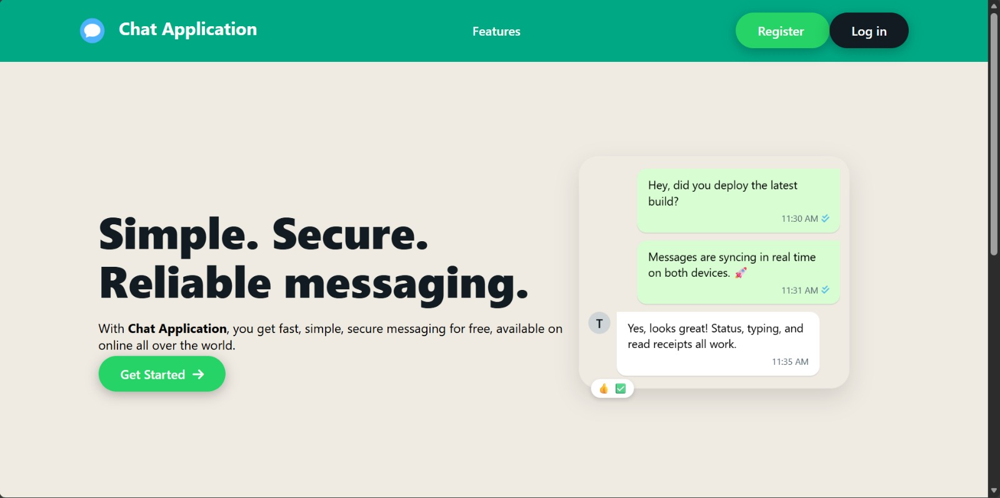 Chat Application
Features
Register
Log in
Simple. Secure.
Reliable messaging.
With Chat Application, you get fast, simple, secure messaging for free, available on
online all over the world.
Get Started →
Hey, did you deploy the latest
build?
11:30 AM
Messages are syncing in real time
on both devices. 🚀
11:31 AM
T
Yes, looks great! Status, typing, and
read receipts all work.
11:35 AM
👍 ✅